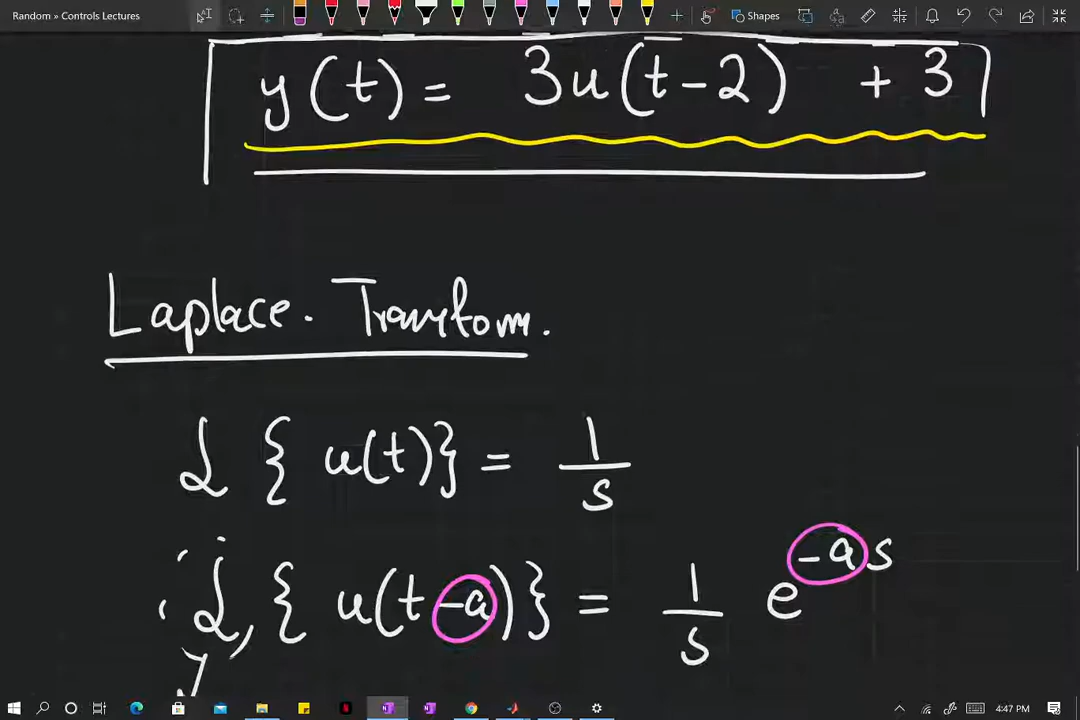 Random » Controls Lectures
Shapes
y(t) = 3u(t-2) + 3
Laplace. Transform.
ℒ { u(t)} = 1/s
ℒ { u(t-a)} = 1/s e^-as
4:47 PM